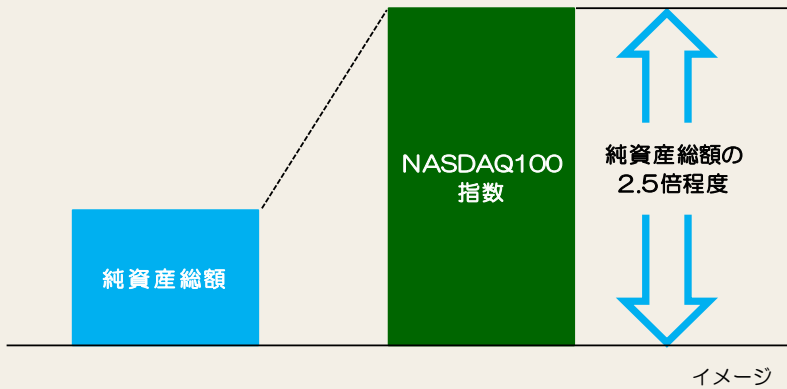 NASDAQ100
指数
純資産総額の
2.5倍程度
純資産総額
イメージ